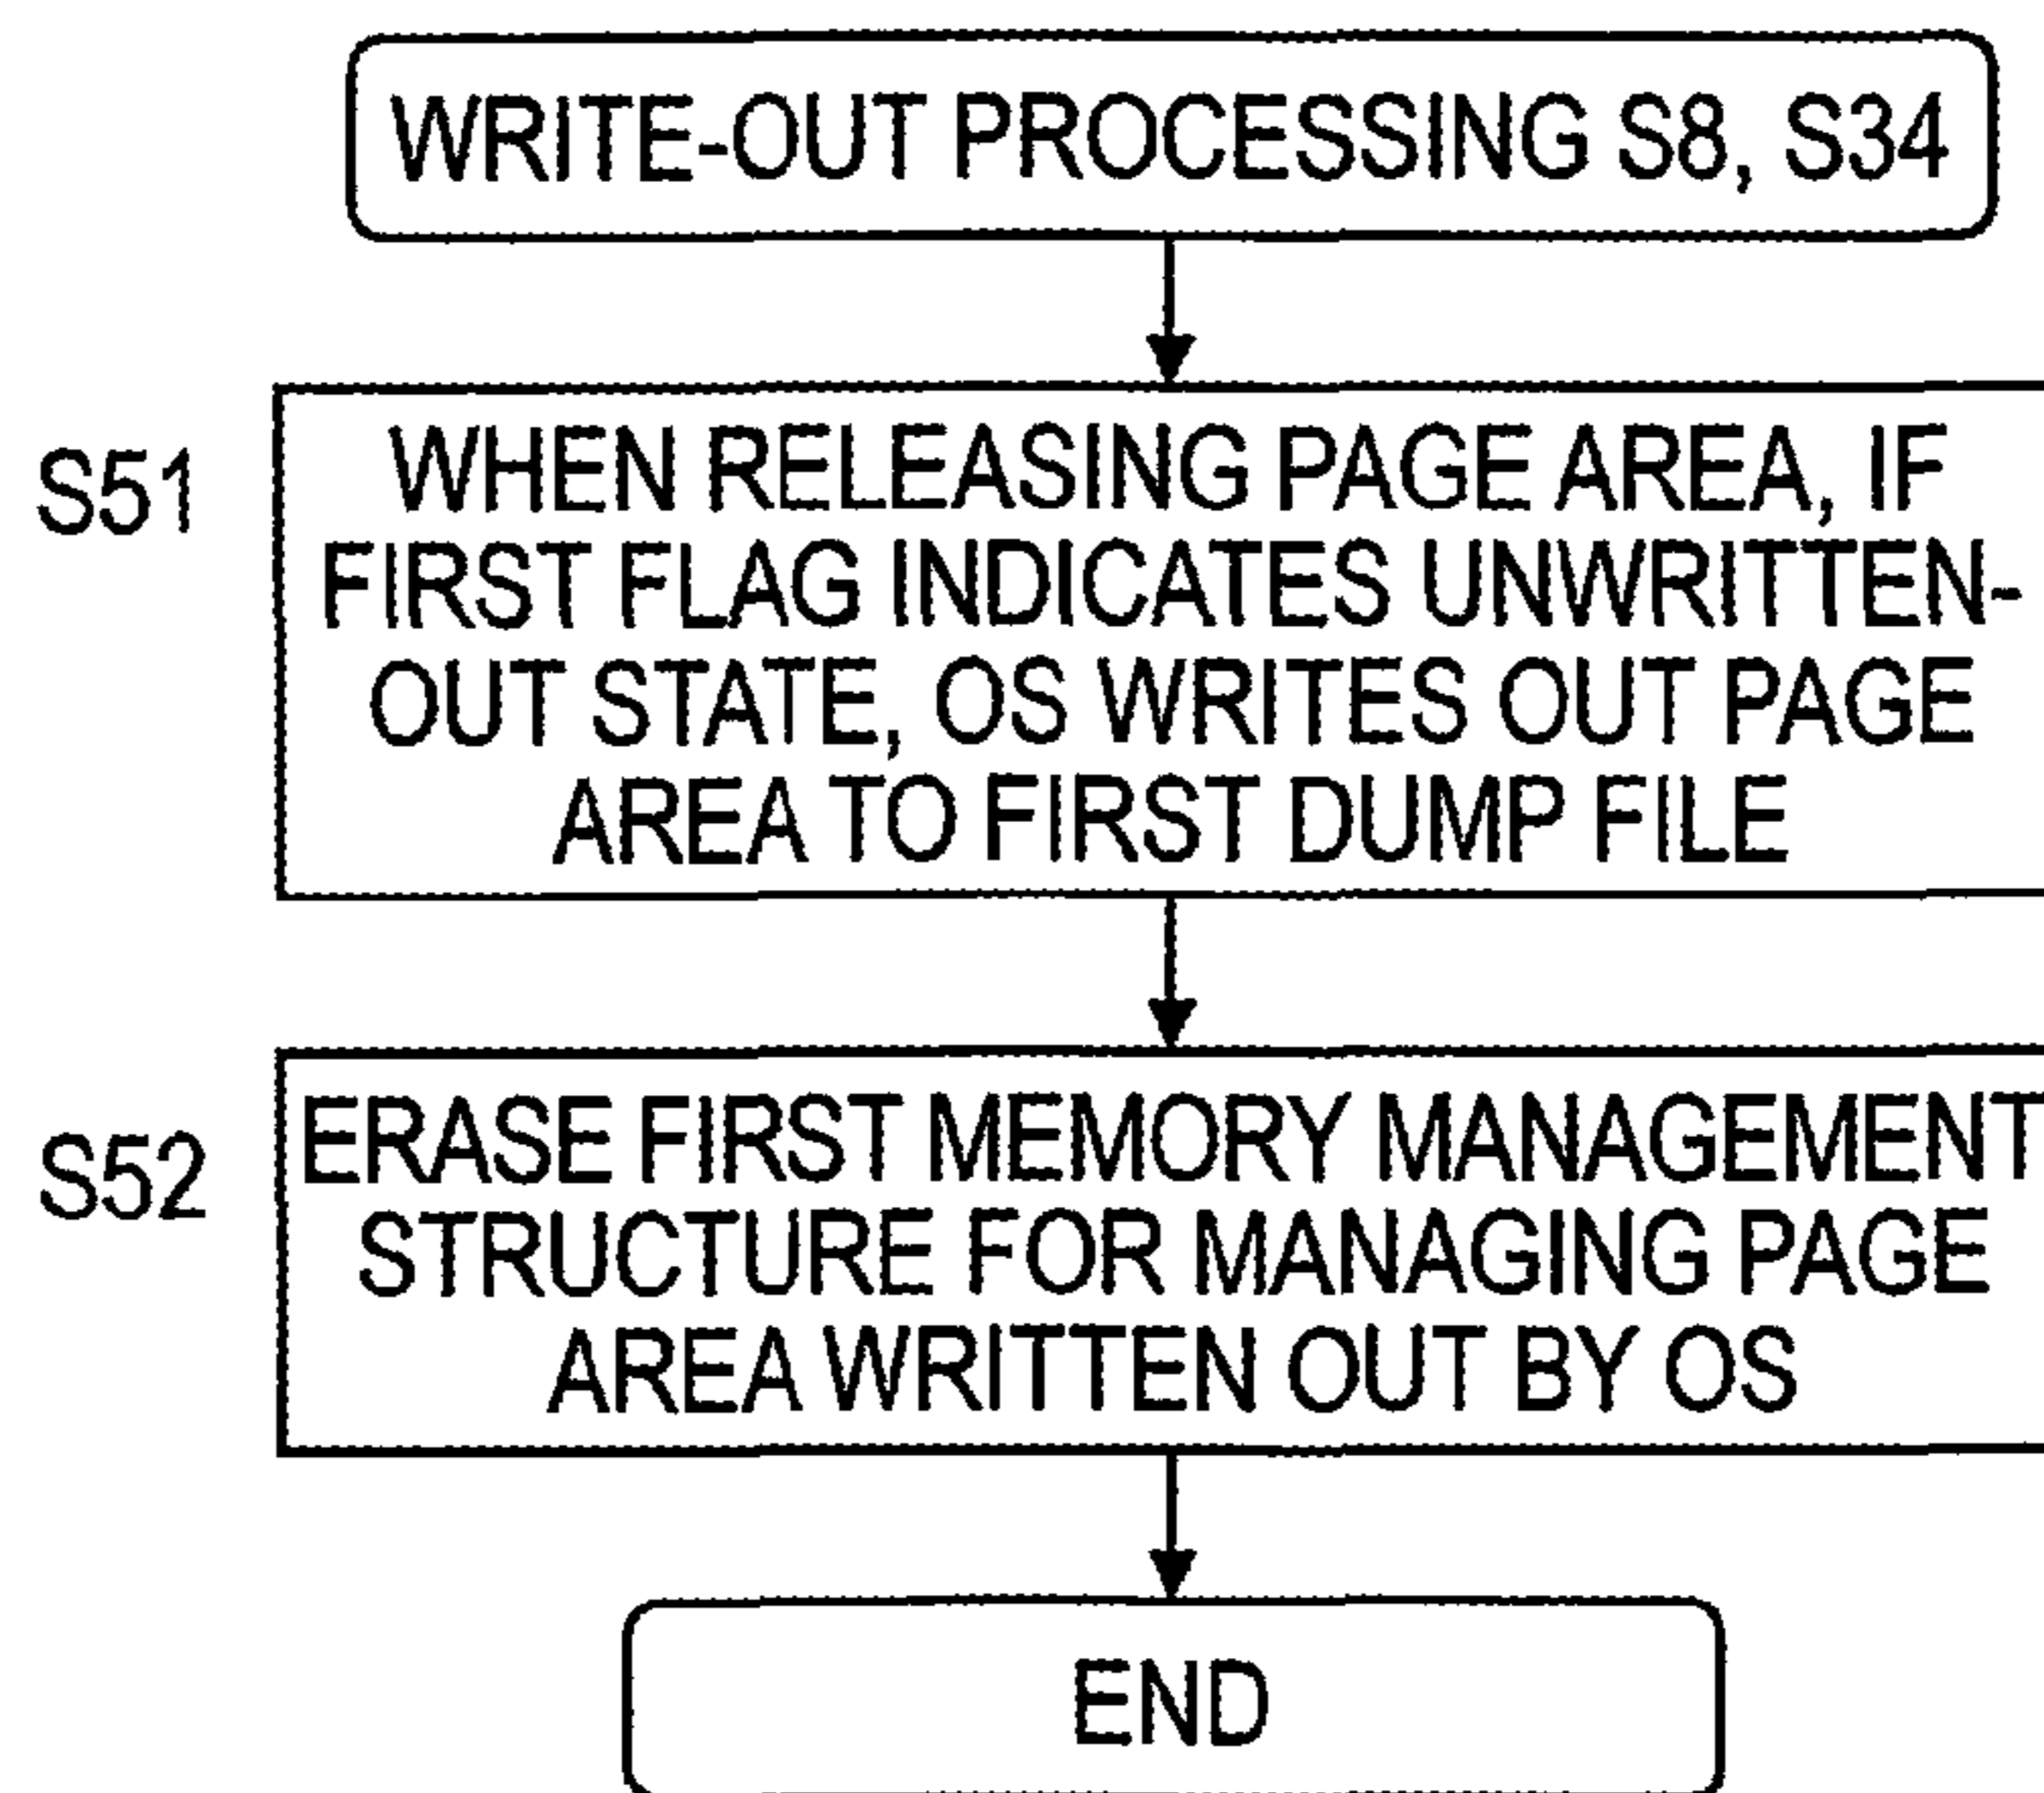 WRITE-OUT PROCESSING S8, S34
S51
WHEN RELEASING PAGE AREA, IF
FIRST FLAG INDICATES UNWRITTEN-
OUT STATE, OS WRITES OUT PAGE
AREA TO FIRST DUMP FILE
S52
ERASE FIRST MEMORY MANAGEMENT
STRUCTURE FOR MANAGING PAGE
AREA WRITTEN OUT BY OS
END